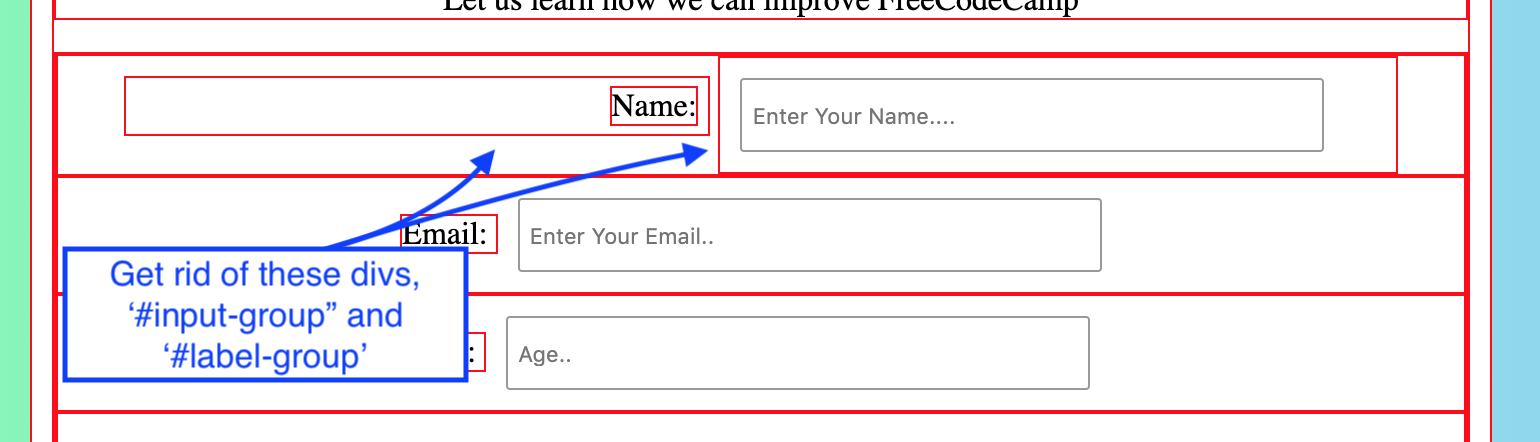 Let us learn how we can improve FreeCodeCamp
Name:
Enter Your Name....
Email:
Enter Your Email..
Get rid of these divs,
‘#input-group” and
‘#label-group’
:
Age..